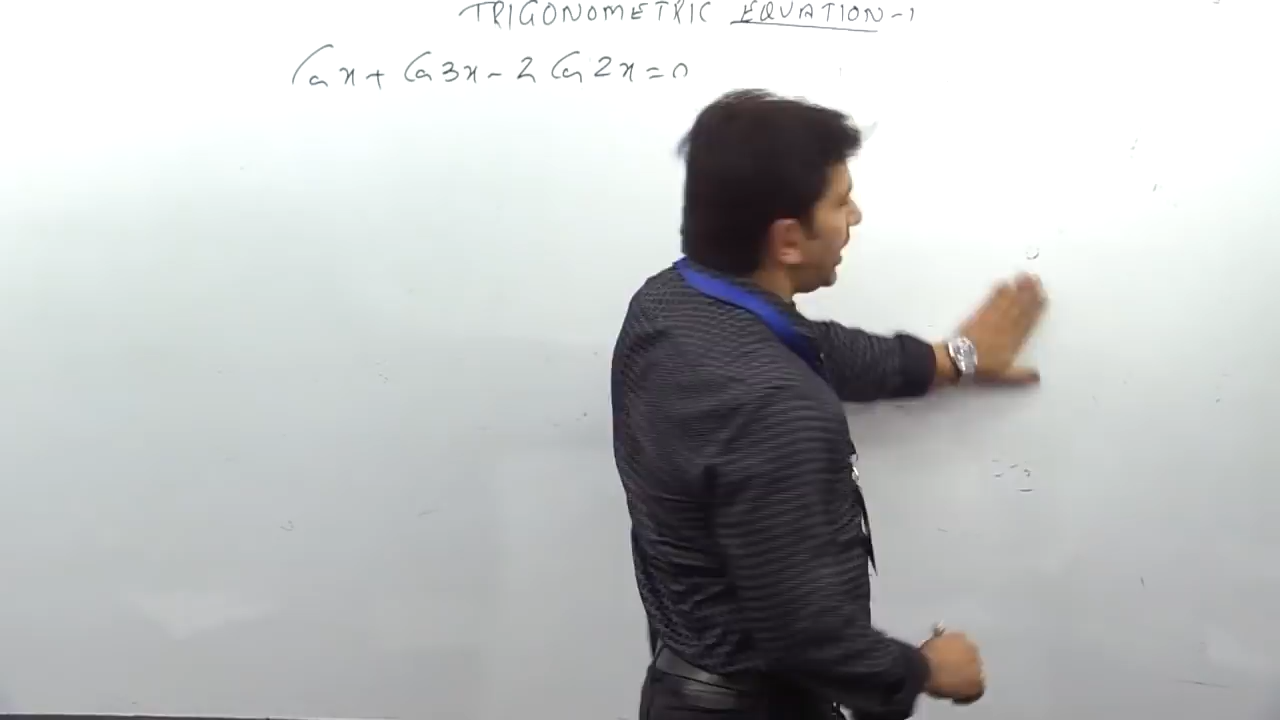 TRIGONOMETRIC EQUATION-1
Cos x + Cos 3x - 2 Cos 2x = 0